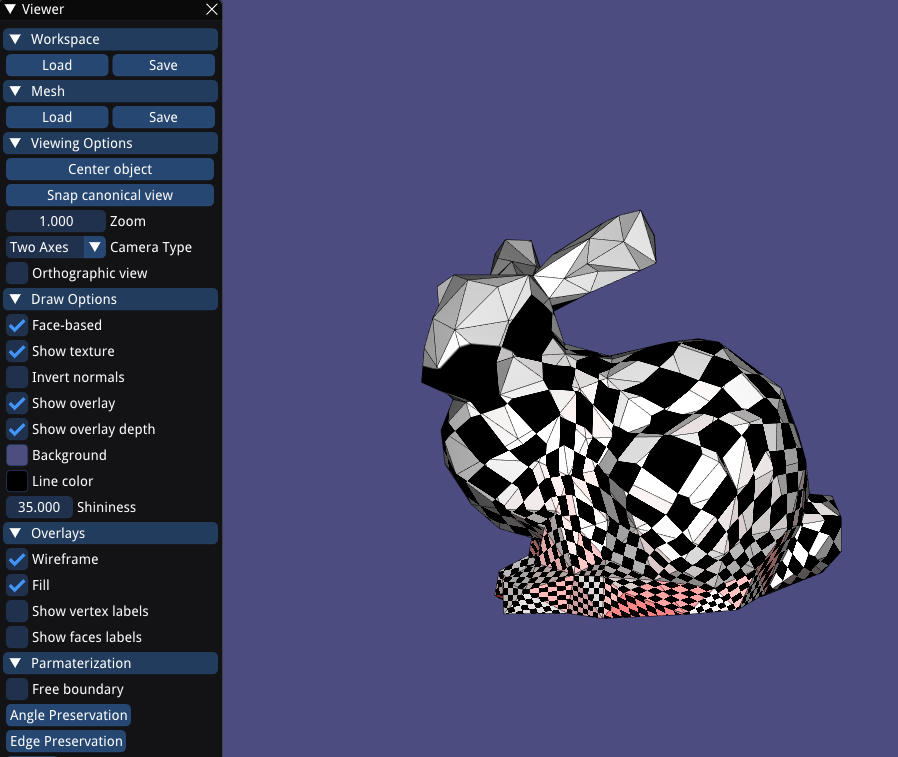 Viewer
Workspace
Load Save
Mesh
Load Save
Viewing Options
Center object
Snap canonical view
1.000 Zoom
Two Axes Camera Type
Orthographic view
Draw Options
Face-based
Show texture
Invert normals
Show overlay
Show overlay depth
Background
Line color
35.000 Shininess
Overlays
Wireframe
Fill
Show vertex labels
Show faces labels
Parmaterization
Free boundary
Angle Preservation
Edge Preservation